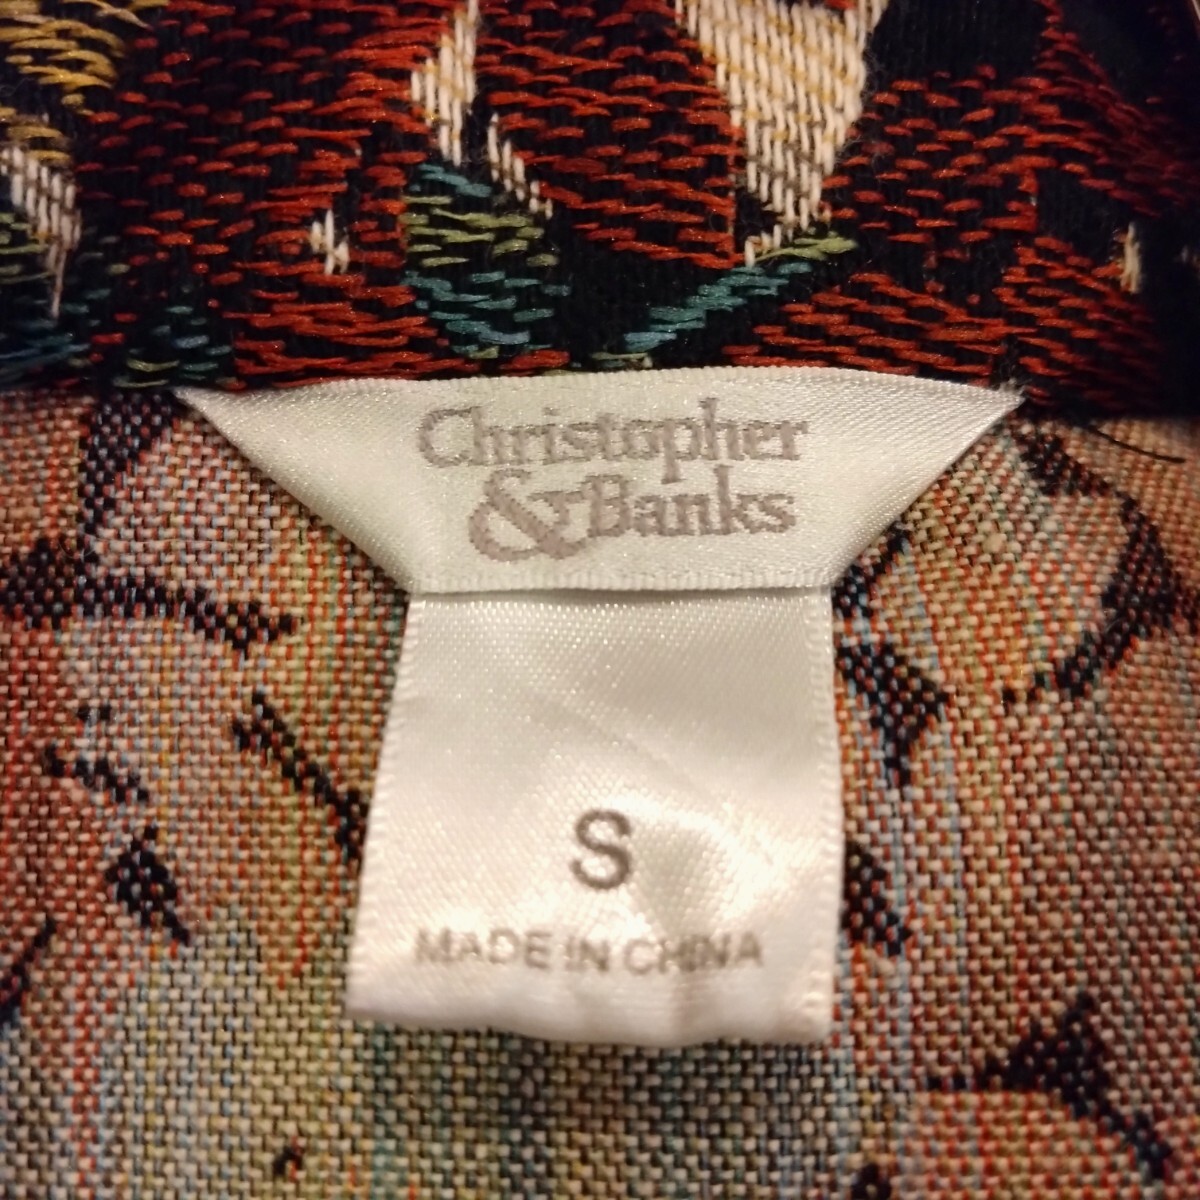 Christopher
& Banks
S
MADE IN CHINA